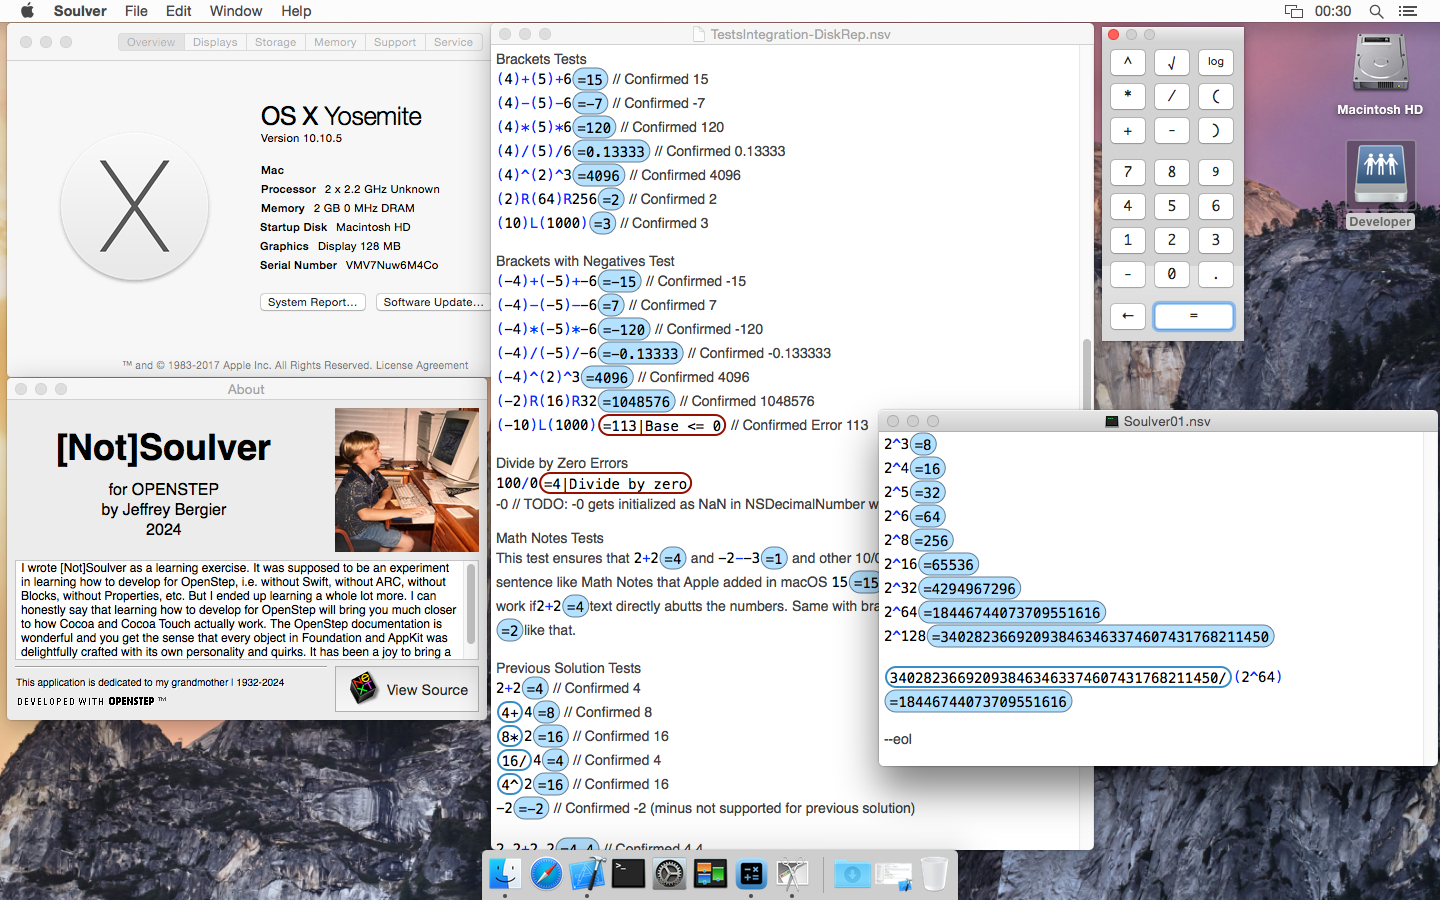 Soulver File Edit Window Help 00:30
Overview Displays Storage Memory Support Service
OS X Yosemite
Version 10.10.5
Mac
Processor 2 x 2.2 GHz Unknown
Memory 2 GB 0 MHz DRAM
Startup Disk Macintosh HD
Graphics Display 128 MB
Serial Number VMV7Nuw6M4Co
System Report... Software Update...
™ and © 1983-2017 Apple Inc. All Rights Reserved. License Agreement
About
[Not]Soulver
for OPENSTEP
by Jeffrey Bergier
2024
I wrote [Not]Soulver as a learning exercise. It was supposed to be an experiment
in learning how to develop for OpenStep, i.e. without Swift, without ARC, without
Blocks, without Properties, etc. But I ended up learning a whole lot more. I can
honestly say that learning how to develop for OpenStep will bring you much closer
to how Cocoa and Cocoa Touch actually work. The OpenStep documentation is
wonderful and you get the sense that every object in Foundation and AppKit was
delightfully crafted with its own personality and quirks. It has been a joy to bring a
This application is dedicated to my grandmother | 1932-2024
DEVELOPED WITH OPENSTEP ™
View Source
TestsIntegration-DiskRep.nsv
Brackets Tests
(4)+(5)+6=15 // Confirmed 15
(4)-(5)-6=-7 // Confirmed -7
(4)*(5)*6=120 // Confirmed 120
(4)/(5)/6=0.13333 // Confirmed 0.13333
(4)^(2)^3=4096 // Confirmed 4096
(2)R(64)R256=2 // Confirmed 2
(10)L(1000)=3 // Confirmed 3
Brackets with Negatives Test
(-4)+(-5)+-6=-15 // Confirmed -15
(-4)-(-5)--6=7 // Confirmed 7
(-4)*(-5)*-6=-120 // Confirmed -120
(-4)/(-5)/-6=-0.13333 // Confirmed -0.133333
(-4)^(2)^3=4096 // Confirmed 4096
(-2)R(16)R32=1048576 // Confirmed 1048576
(-10)L(1000)=113|Base <= 0 // Confirmed Error 113
Divide by Zero Errors
100/0=4|Divide by zero
-0 // TODO: -0 gets initialized as NaN in NSDecimalNumber w
Math Notes Tests
This test ensures that 2+2=4 and -2--3=1 and other 10/
sentence like Math Notes that Apple added in macOS 15=15
work if2+2=4text directly abutts the numbers. Same with bra
=2like that.
Previous Solution Tests
2+2=4 // Confirmed 4
4+4=8 // Confirmed 8
8*2=16 // Confirmed 16
16/4=4 // Confirmed 4
4^2=16 // Confirmed 16
-2=-2 // Confirmed -2 (minus not supported for previous solution)
2.2+2.2=4.4 // Confirmed 4.4
^ √ log
* / (
+ - )
7 8 9
4 5 6
1 2 3
- 0 .
← =
Macintosh HD
Developer
Soulver01.nsv
2^3=8
2^4=16
2^5=32
2^6=64
2^8=256
2^16=65536
2^32=4294967296
2^64=18446744073709551616
2^128=340282366920938463463374607431768211450
340282366920938463463374607431768211450/(2^64)
=18446744073709551616
--eol